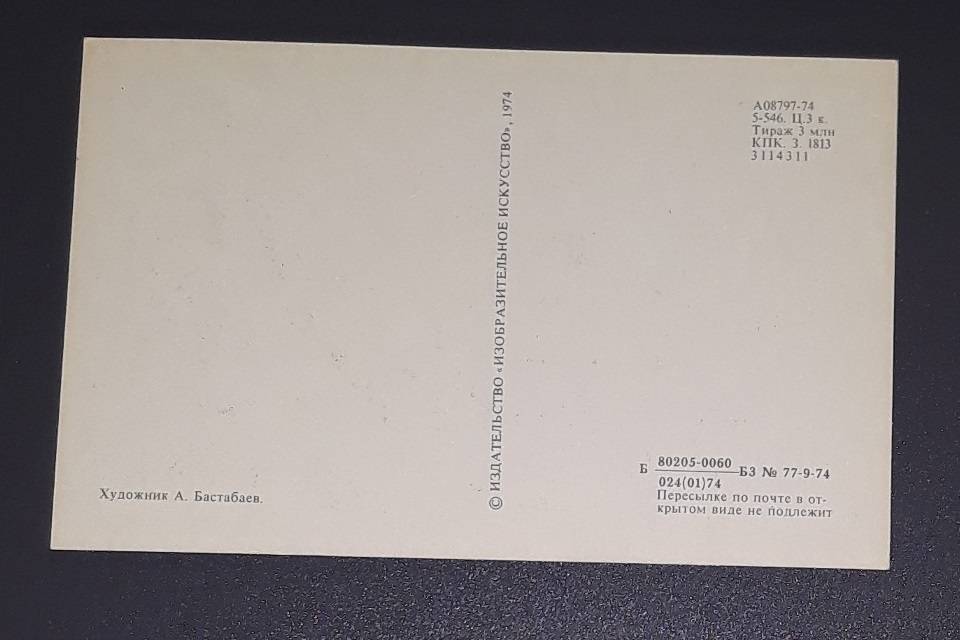 Художник А. Бастабаев.
© ИЗДАТЕЛЬСТВО «ИЗОБРАЗИТЕЛЬНОЕ ИСКУССТВО», 1974
А08797-74
5-546. Ц.3 к.
Тираж 3 млн
КПК. З. 1813
3114311
Б 80205-0060 БЗ № 77-9-74
024(01)74
Пересылке по почте в от-
крытом виде не подлежит